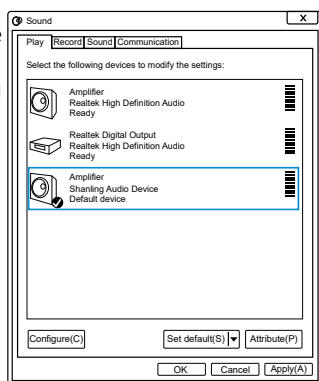 Sound
X
Play Record Sound Communication
Select the following devices to modify the settings:
Amplifier
Realtek High Definition Audio
Ready
Realtek Digital Output
Realtek High Definition Audio
Ready
Amplifier
Shanling Audio Device
Default device
Configure(C) Set default(S) Attribute(P)
OK Cancel Apply(A)